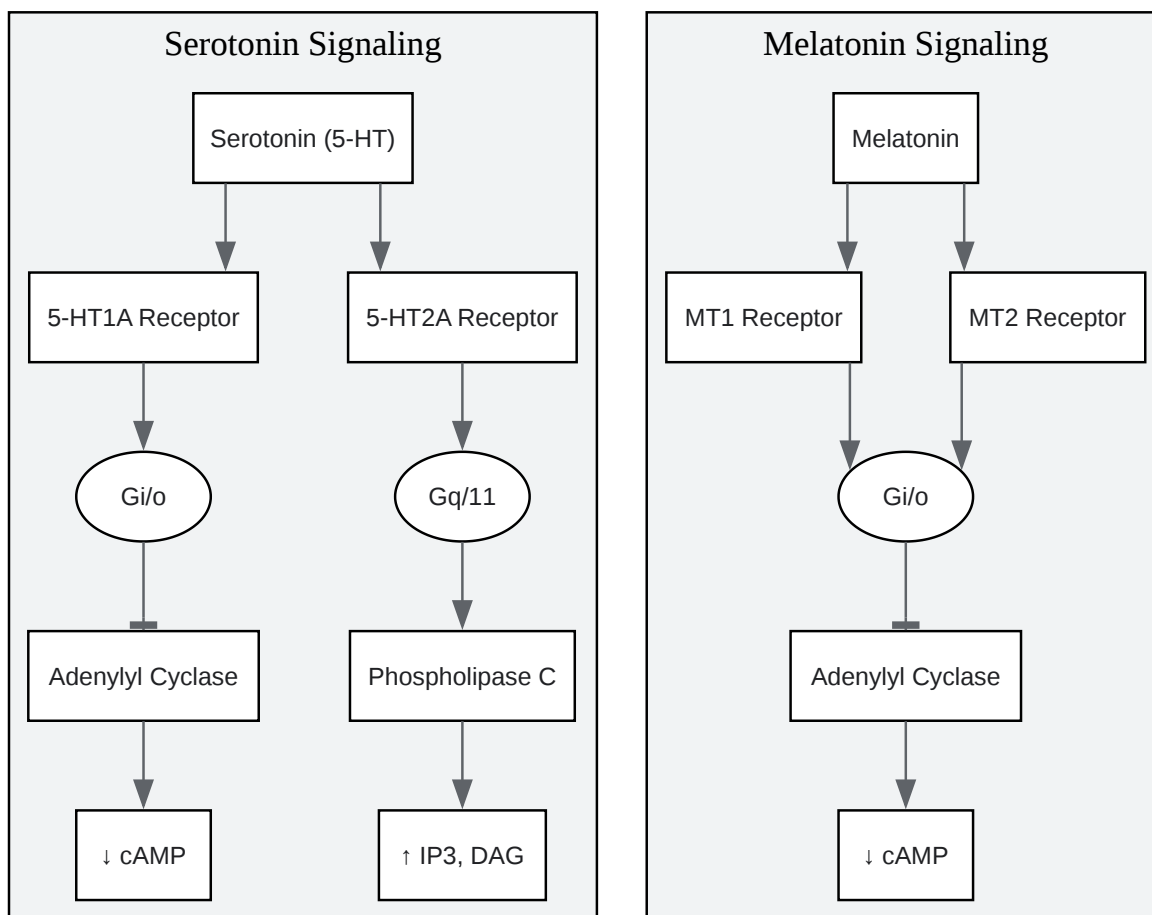 Serotonin Signaling
Serotonin (5-HT)
5-HT1A Receptor
5-HT2A Receptor
Gi/o
Gq/11
Adenylyl Cyclase
Phospholipase C
↓ cAMP
↑ IP3, DAG
Melatonin Signaling
Melatonin
MT1 Receptor
MT2 Receptor
Gi/o
Adenylyl Cyclase
↓ cAMP